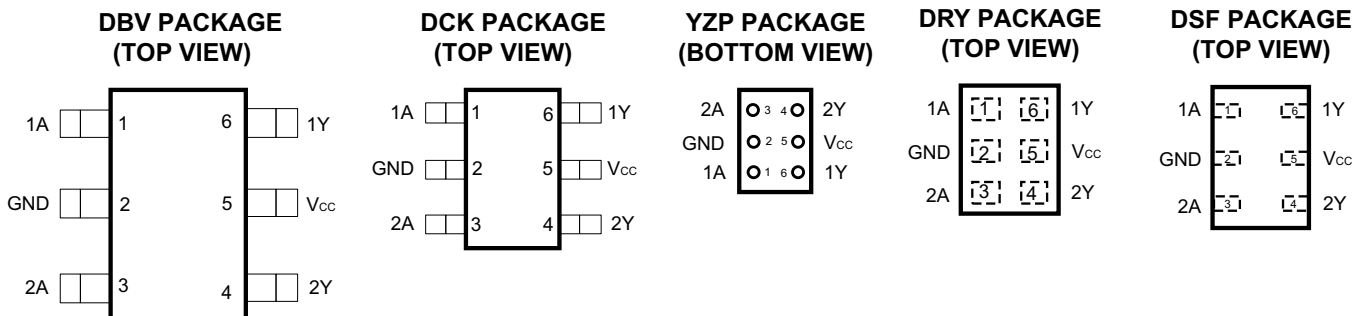 DBV PACKAGE
(TOP VIEW)
1A 1 6 1Y
GND 2 5 VCC
2A 3 4 2Y
DCK PACKAGE
(TOP VIEW)
1A 1 6 1Y
GND 2 5 VCC
2A 3 4 2Y
YZP PACKAGE
(BOTTOM VIEW)
2A 3 4 2Y
GND 2 5 VCC
1A 1 6 1Y
DRY PACKAGE
(TOP VIEW)
1A 1 6 1Y
GND 2 5 VCC
2A 3 4 2Y
DSF PACKAGE
(TOP VIEW)
1A 1 6 1Y
GND 2 5 VCC
2A 3 4 2Y